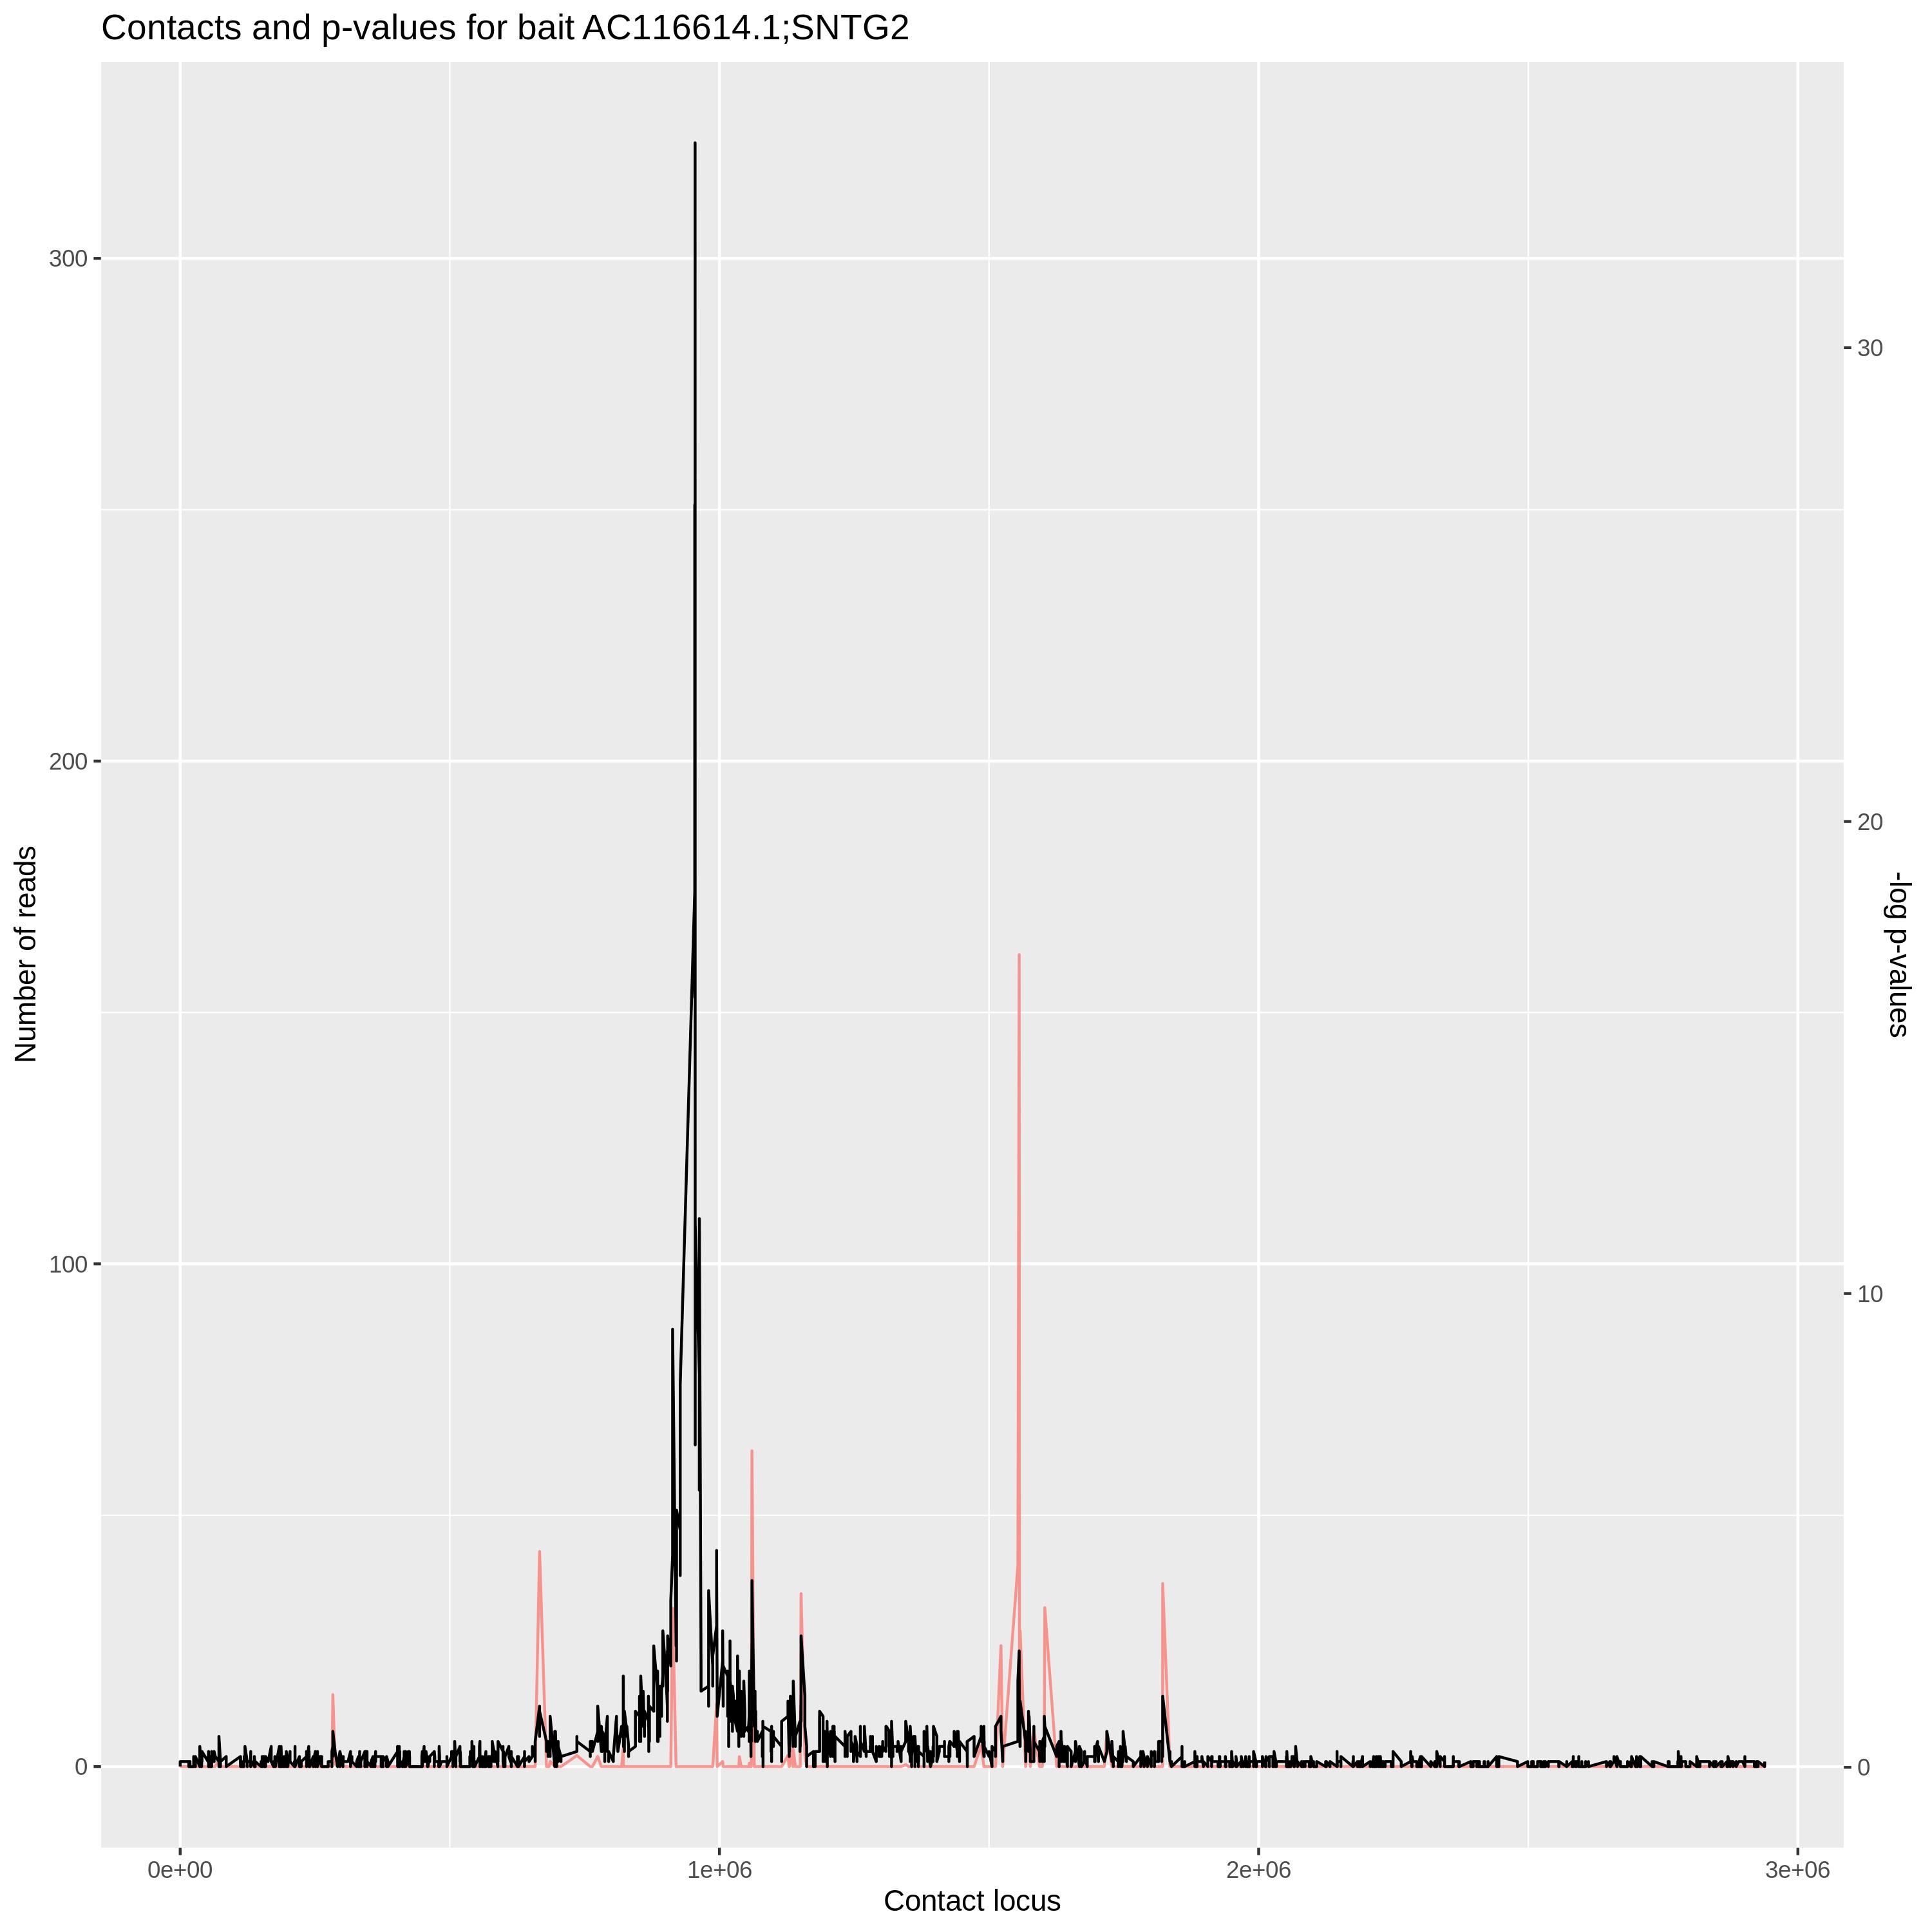 Contacts and p-values for bait AC116614.1;SNTG2
300
200
100
0
Number of reads
30
20
10
0
-log p-values
0e+00
1e+06
2e+06
3e+06
Contact locus